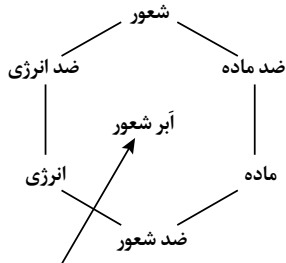 شعور
ضد ماده
ضد انرژی
اَبر شعور
ماده
انرژی
ضد شعور